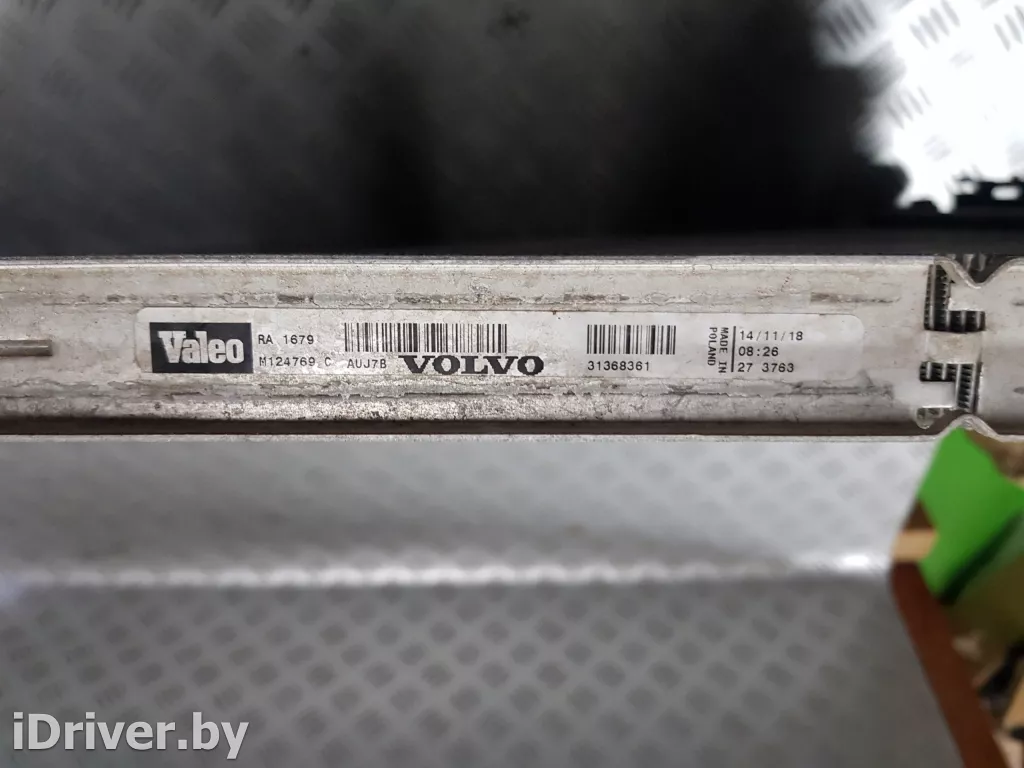 Valeo
RA 1679
M124769 C AUJ7B VOLVO
31368361
MADE IN
POLAND
14/11/18
08:26
27 3763
iDriver.by